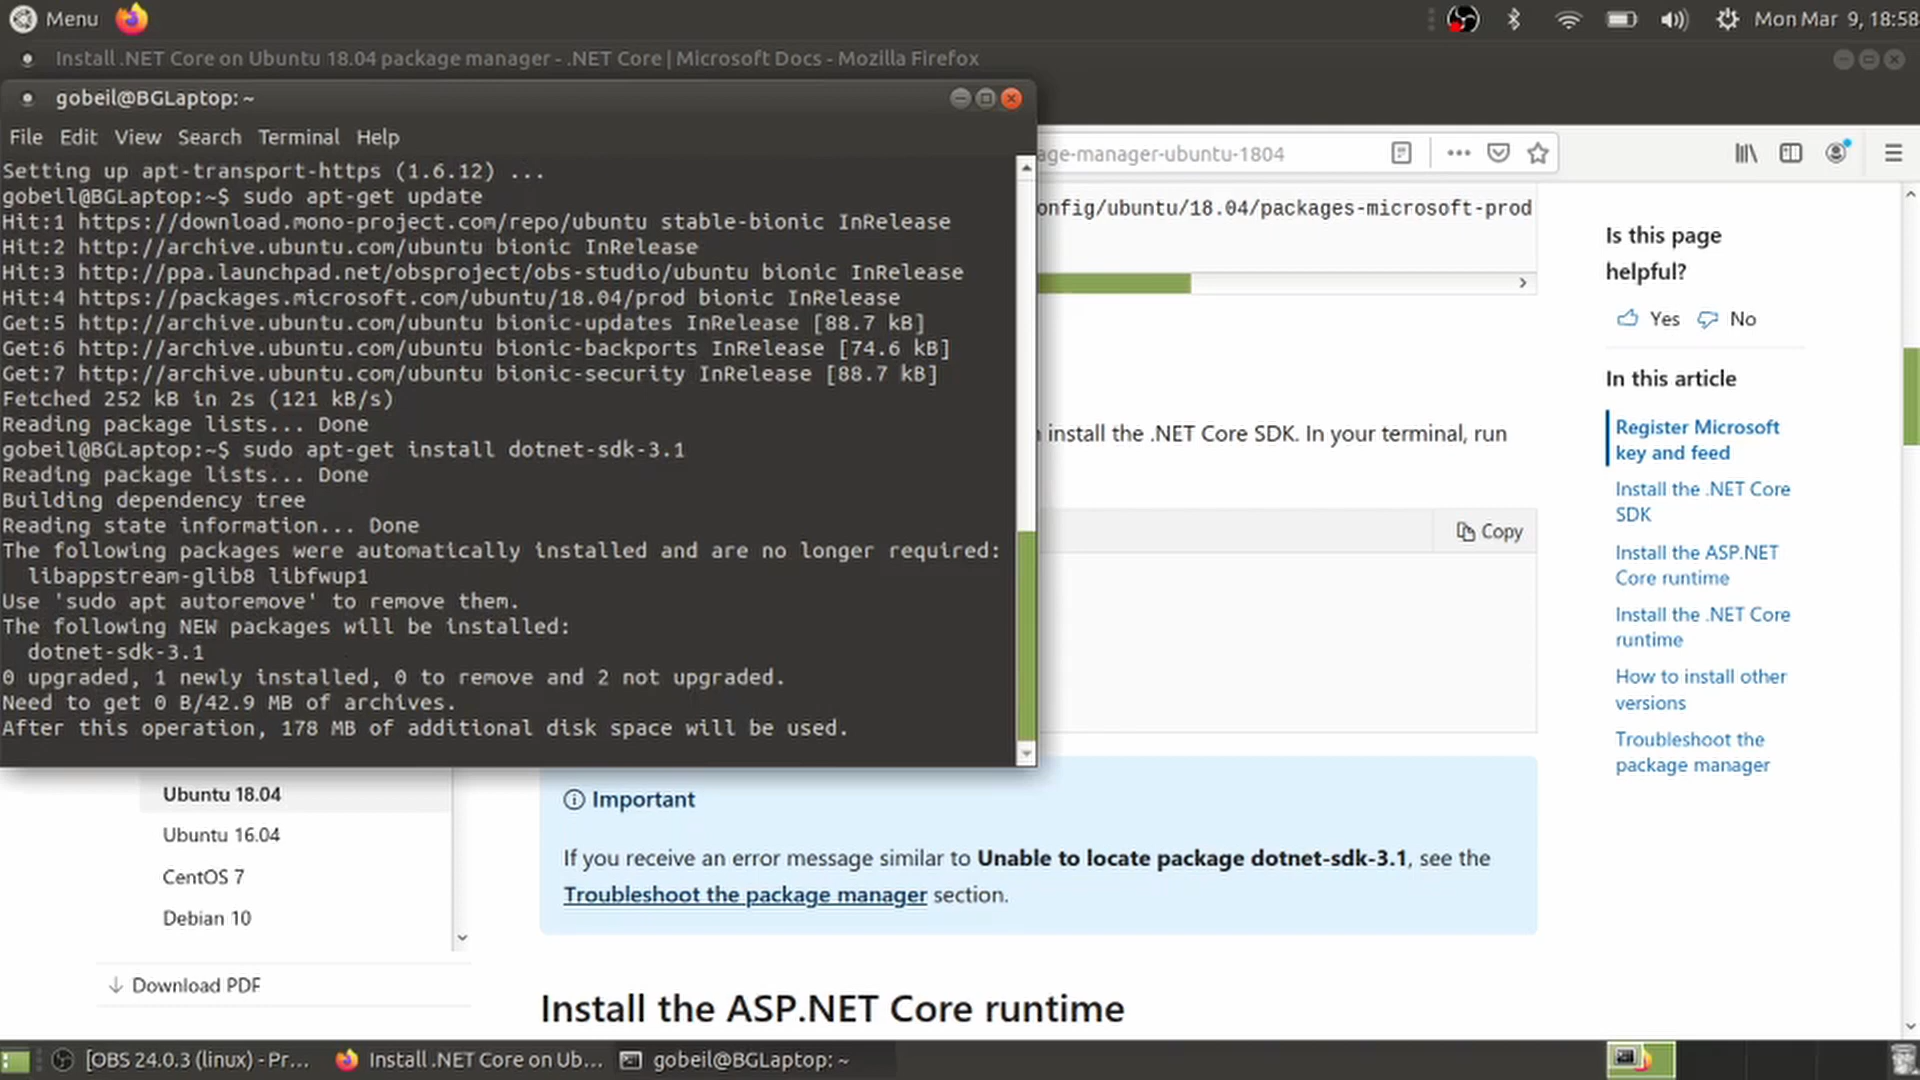 Menu
Mon Mar 9, 18:58
Install .NET Core on Ubuntu 18.04 package manager - .NET Core | Microsoft Docs - Mozilla Firefox
gobeil@BGLaptop: ~
File Edit View Search Terminal Help
Setting up apt-transport-https (1.6.12) ...
gobeil@BGLaptop:~$ sudo apt-get update
Hit:1 https://download.mono-project.com/repo/ubuntu stable-bionic InRelease
Hit:2 http://archive.ubuntu.com/ubuntu bionic InRelease
Hit:3 http://ppa.launchpad.net/obsproject/obs-studio/ubuntu bionic InRelease
Hit:4 https://packages.microsoft.com/ubuntu/18.04/prod bionic InRelease
Get:5 http://archive.ubuntu.com/ubuntu bionic-updates InRelease [88.7 kB]
Get:6 http://archive.ubuntu.com/ubuntu bionic-backports InRelease [74.6 kB]
Get:7 http://archive.ubuntu.com/ubuntu bionic-security InRelease [88.7 kB]
Fetched 252 kB in 2s (121 kB/s)
Reading package lists... Done
gobeil@BGLaptop:~$ sudo apt-get install dotnet-sdk-3.1
Reading package lists... Done
Building dependency tree
Reading state information... Done
The following packages were automatically installed and are no longer required:
libappstream-glib8 libfwup1
Use 'sudo apt autoremove' to remove them.
The following NEW packages will be installed:
dotnet-sdk-3.1
0 upgraded, 1 newly installed, 0 to remove and 2 not upgraded.
Need to get 0 B/42.9 MB of archives.
After this operation, 178 MB of additional disk space will be used.
age-manager-ubuntu-1804
onfig/ubuntu/18.04/packages-microsoft-prod
install the .NET Core SDK. In your terminal, run
Copy
Is this page
helpful?
Yes No
In this article
Register Microsoft
key and feed
Install the .NET Core
SDK
Install the ASP.NET
Core runtime
Install the .NET Core
runtime
How to install other
versions
Troubleshoot the
package manager
Ubuntu 18.04
Ubuntu 16.04
CentOS 7
Debian 10
Download PDF
Important
If you receive an error message similar to Unable to locate package dotnet-sdk-3.1, see the
Troubleshoot the package manager section.
Install the ASP.NET Core runtime
[OBS 24.0.3 (linux) - Pr...
Install .NET Core on Ub...
gobeil@BGLaptop: ~